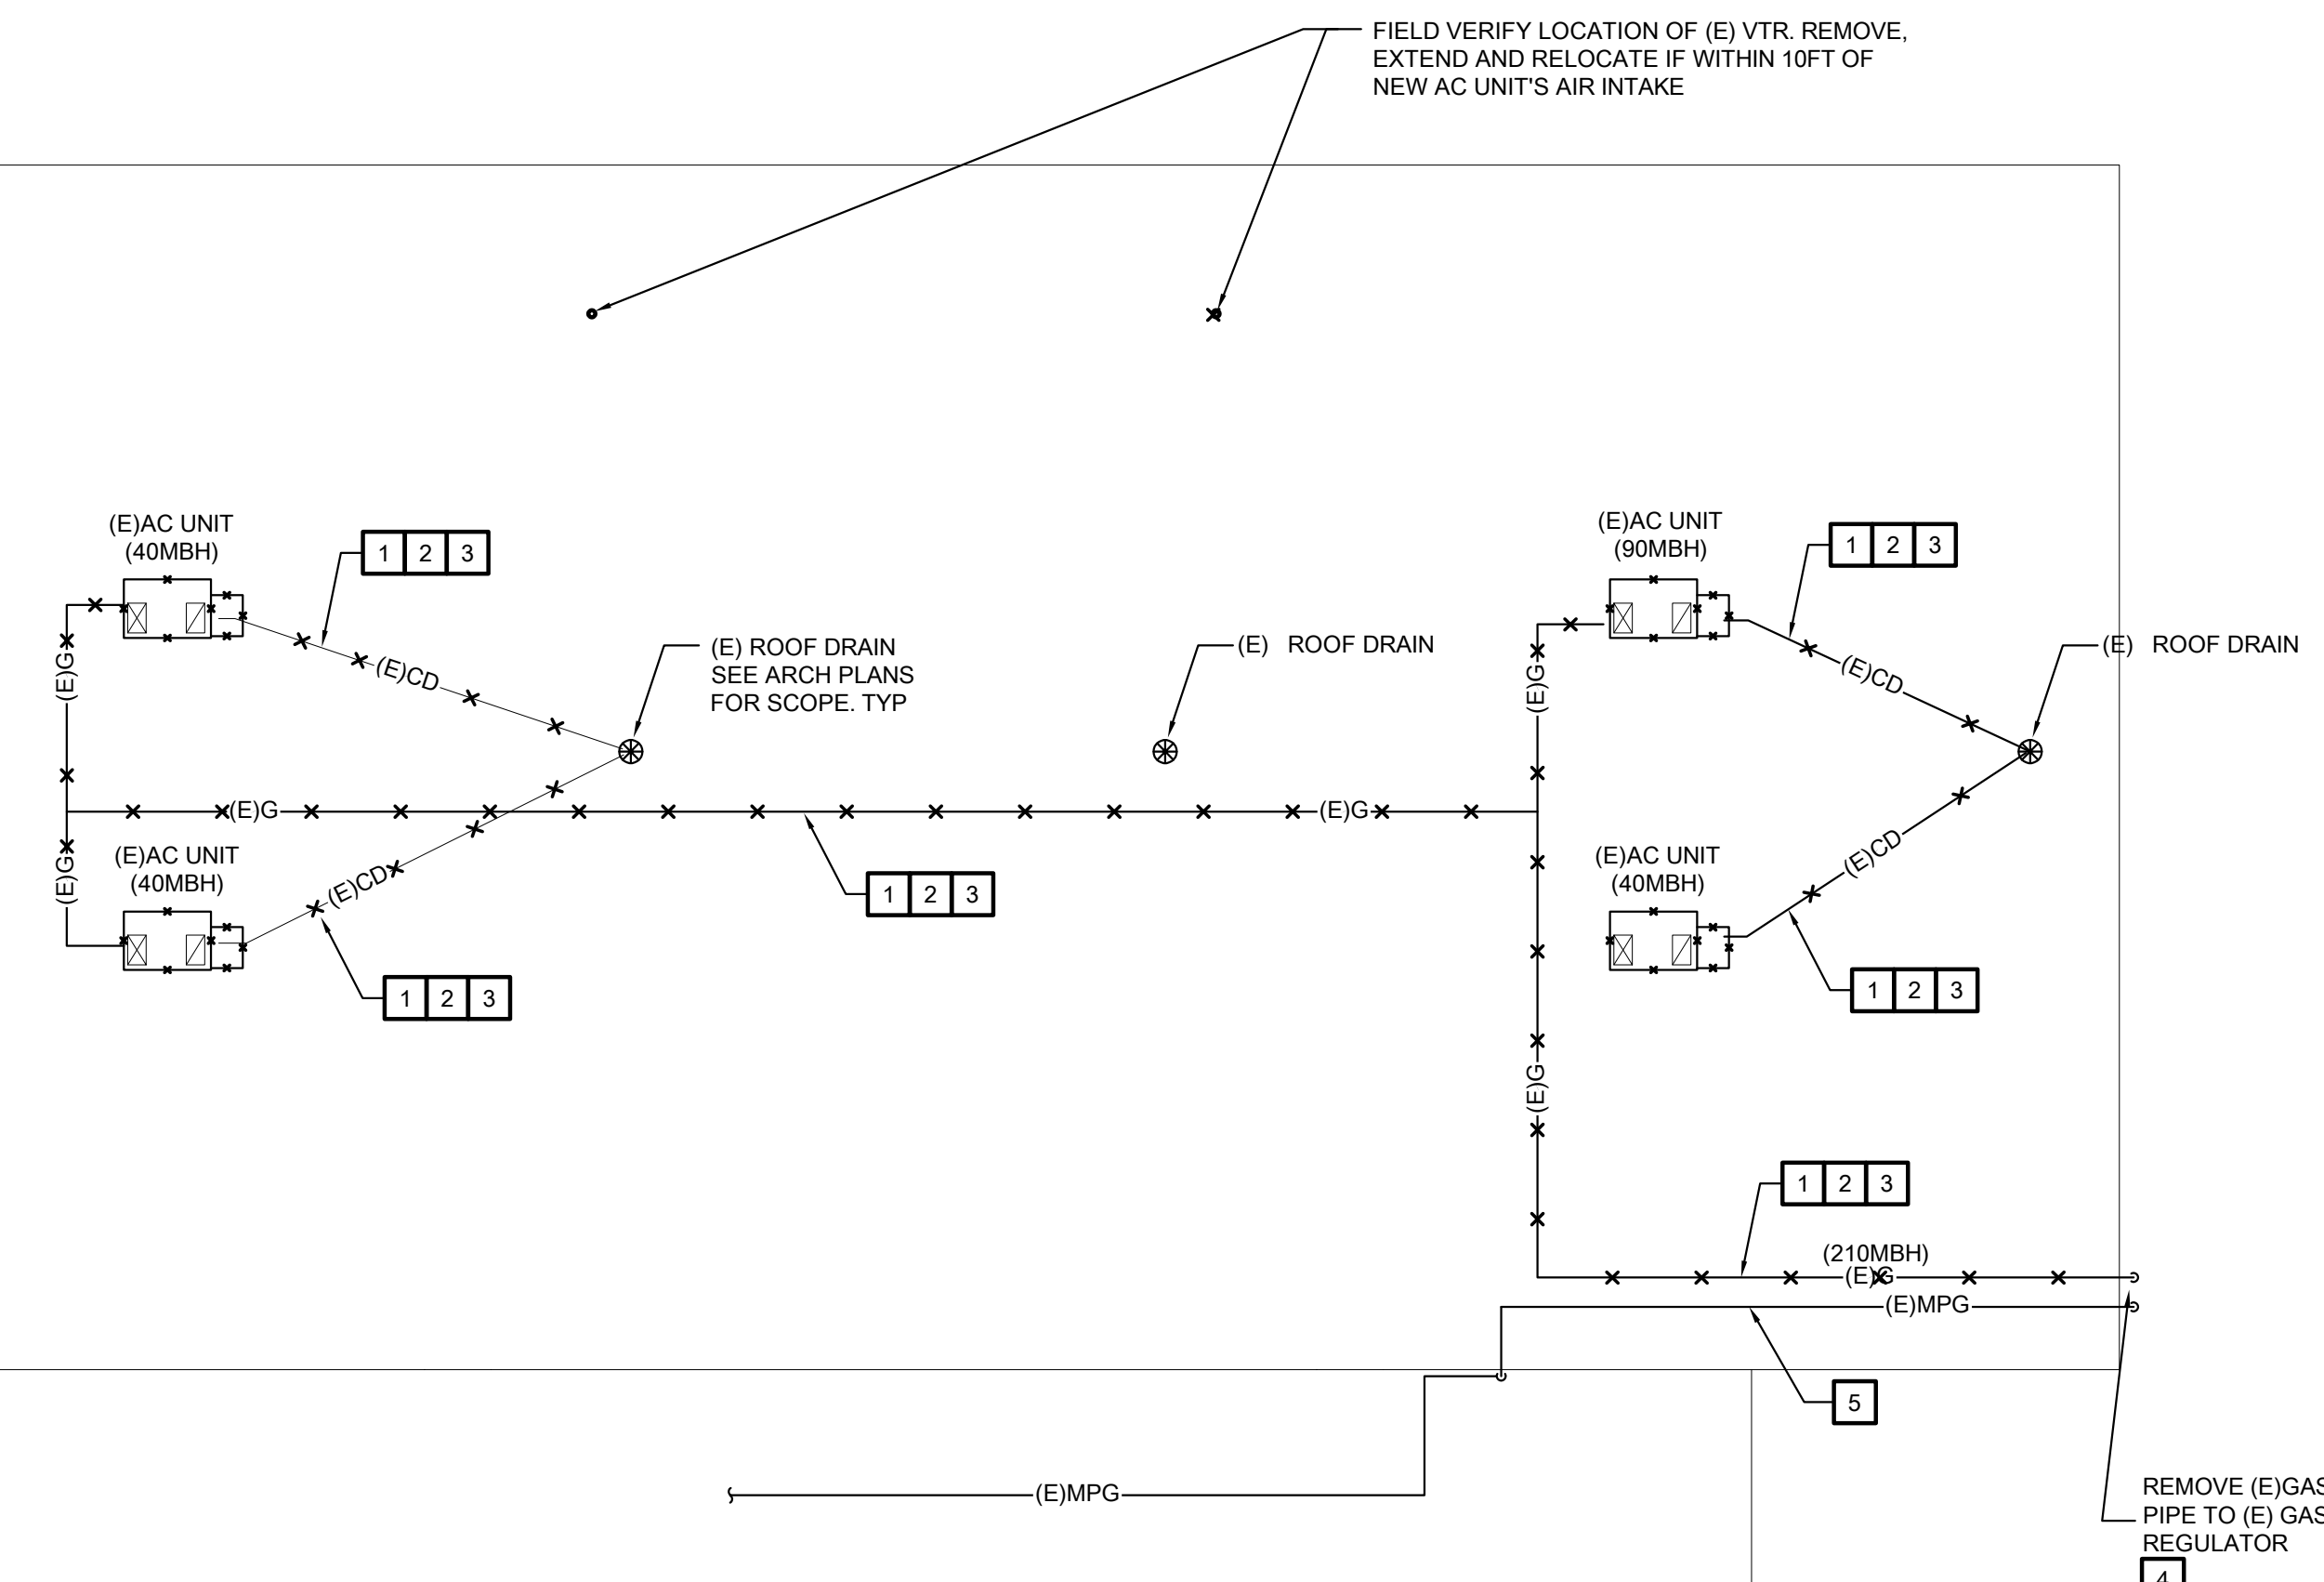 FIELD VERIFY LOCATION OF (E) VTR. REMOVE,
EXTEND AND RELOCATE IF WITHIN 10FT OF
NEW AC UNIT'S AIR INTAKE
(E)AC UNIT
(40MBH)
1 2 3
(E)G
(E)CD
(E) ROOF DRAIN
SEE ARCH PLANS
FOR SCOPE. TYP
(E) ROOF DRAIN
(E)AC UNIT
(90MBH)
1 2 3
(E)G
(E)CD
(E) ROOF DRAIN
(E)G
(E)G
(E)G
(E)AC UNIT
(40MBH)
(E)CD
1 2 3
1 2 3
(E)AC UNIT
(40MBH)
(E)CD
1 2 3
(E)G
1 2 3
(210MBH)
(E)G
(E)MPG
5
(E)MPG
REMOVE (E)GAS
PIPE TO (E) GAS
REGULATOR
4